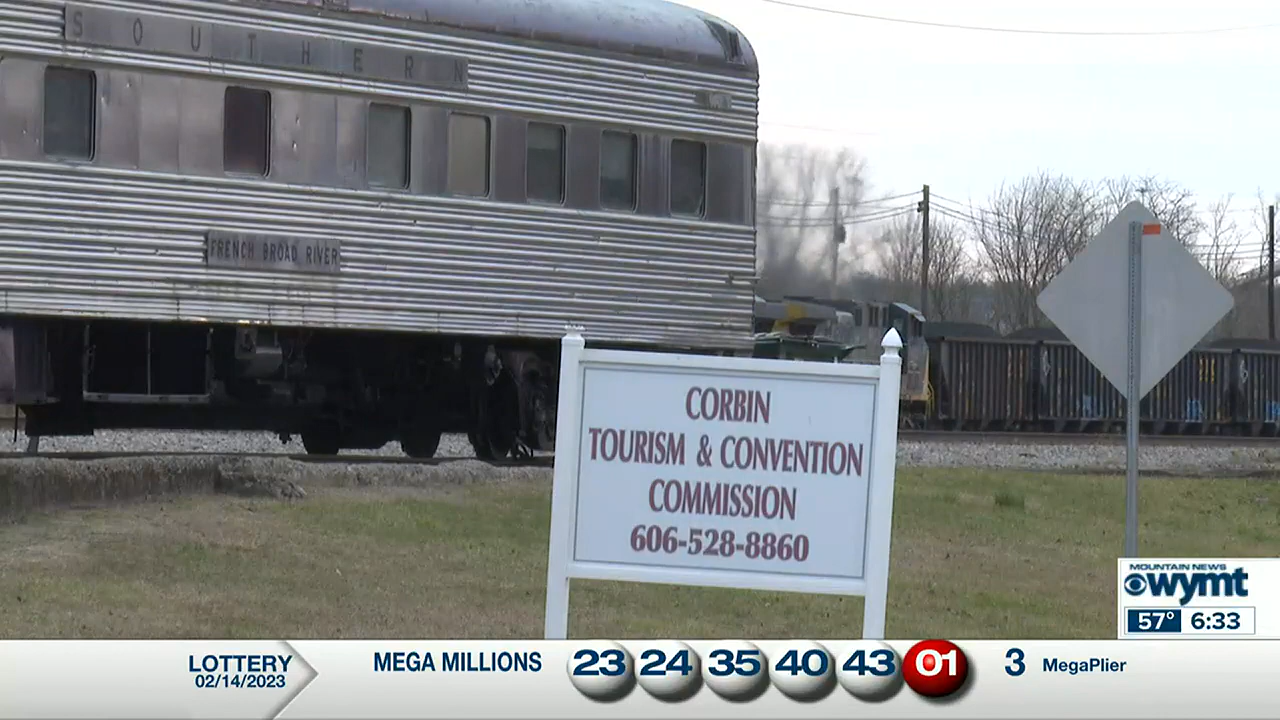 SOUTHERN
FRENCH BROAD RIVER
CORBIN
TOURISM & CONVENTION
COMMISSION
606-528-8860
MOUNTAIN NEWS
wymt
57° 6:33
LOTTERY
02/14/2023
MEGA MILLIONS 23 24 35 40 43 01 3 MegaPlier